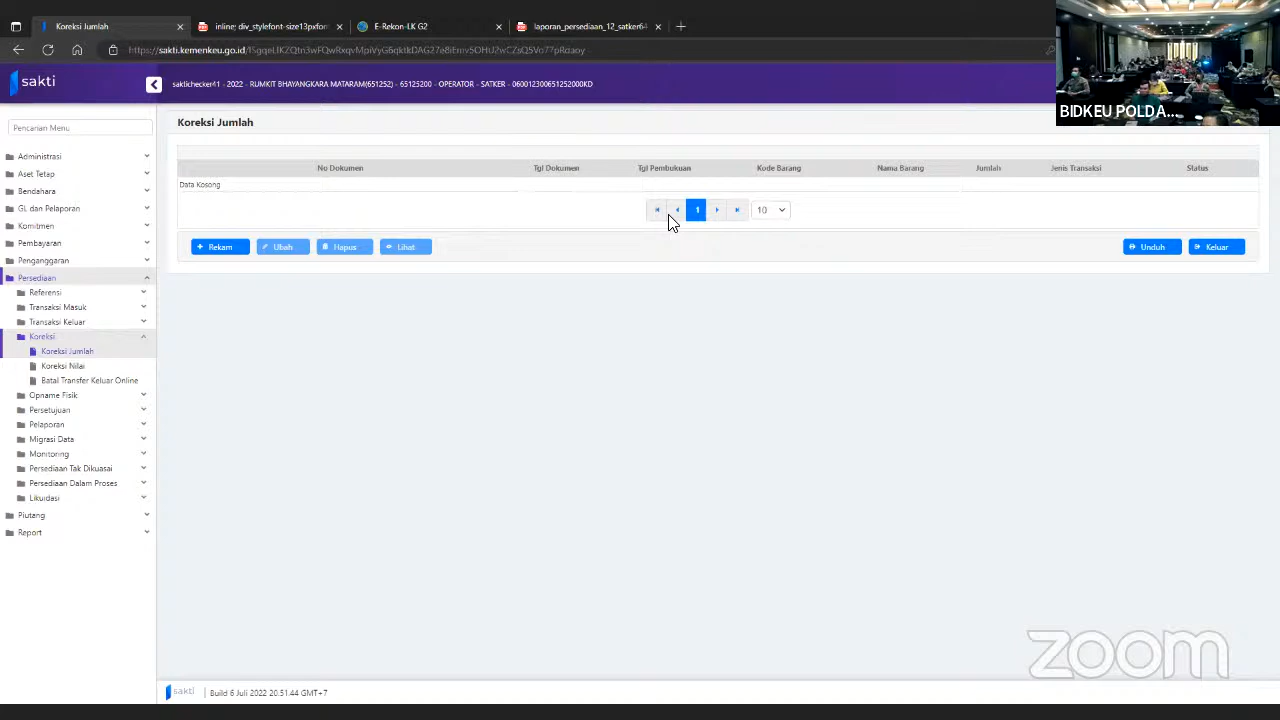 Koreksi Jumlah
inline; div_stylefont-size13pxfon
E-Rekon-LK G2
laporan_persediaan_12_satker64
sakti
saktichecker41 - 2022 - RUMKIT BHAYANGKARA MATARAM(651252) - 65125200 - OPERATOR - SATKER - 060012300651252000KD
BIDKEU POLDA...
Pencarian Menu
Administrasi
Aset Tetap
Bendahara
GL dan Pelaporan
Komitmen
Pembayaran
Penganggaran
Persediaan
Referensi
Transaksi Masuk
Transaksi Keluar
Koreksi
Koreksi Jumlah
Koreksi Nilai
Batal Transfer Keluar Online
Opname Fisik
Persetujuan
Pelaporan
Migrasi Data
Monitoring
Persediaan Tak Dikuasai
Persediaan Dalam Proses
Likuidasi
Piutang
Report
Koreksi Jumlah
No Dokumen Tgl Dokumen Tgl Pembukuan Kode Barang Nama Barang Jumlah Jenis Transaksi Status
Data Kosong
1 10
Rekam Ubah Hapus Lihat Unduh Keluar
zoom
sakti Build 6 Juli 2022 20.51.44 GMT+7